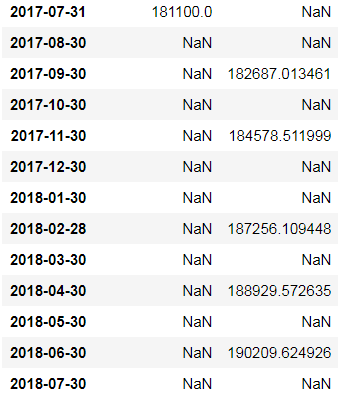 2017-07-31 181100.0 NaN
2017-08-30 NaN NaN
2017-09-30 NaN 182687.013461
2017-10-30 NaN NaN
2017-11-30 NaN 184578.511999
2017-12-30 NaN NaN
2018-01-30 NaN NaN
2018-02-28 NaN 187256.109448
2018-03-30 NaN NaN
2018-04-30 NaN 188929.572635
2018-05-30 NaN NaN
2018-06-30 NaN 190209.624926
2018-07-30 NaN NaN